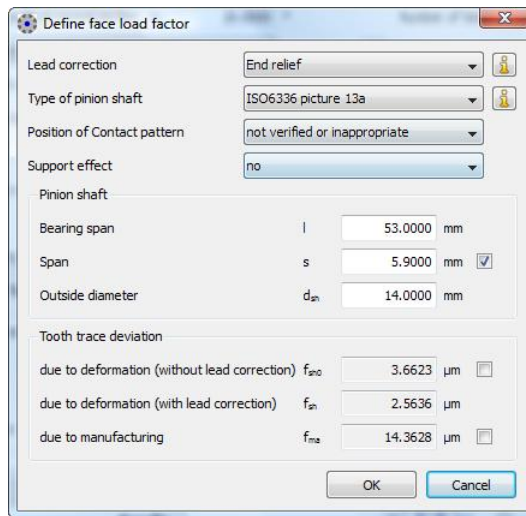 Define face load factor
Lead correction End relief
Type of pinion shaft ISO6336 picture 13a
Position of Contact pattern not verified or inappropriate
Support effect no
Pinion shaft
Bearing span l 53.0000 mm
Span s 5.9000 mm
Outside diameter dsh 14.0000 mm
Tooth trace deviation
due to deformation (without lead correction) fsh0 3.6623 µm
due to deformation (with lead correction) fsh 2.5636 µm
due to manufacturing fma 14.3628 µm
OK Cancel